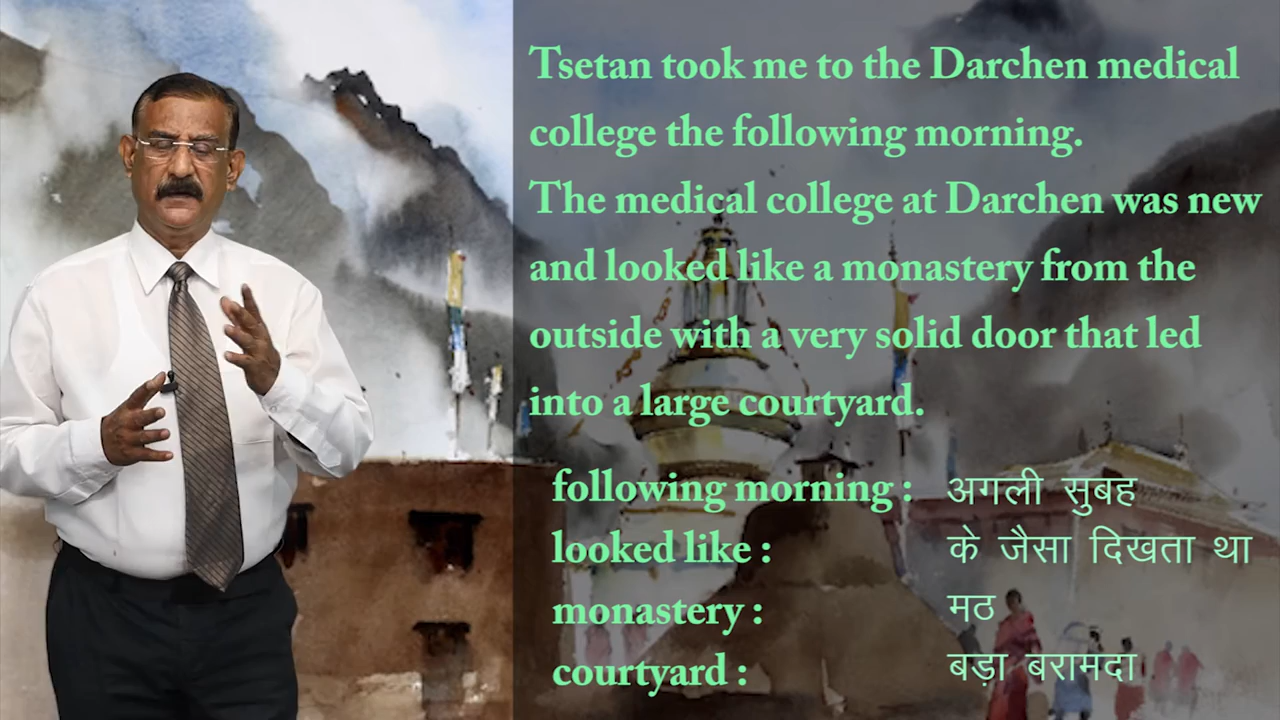 Tsetan took me to the Darchen medical
college the following morning.
The medical college at Darchen was new
and looked like a monastery from the
outside with a very solid door that led
into a large courtyard.
following morning : अगली सुबह
looked like : के जैसा दिखता था
monastery : मठ
courtyard : बड़ा बरामदा